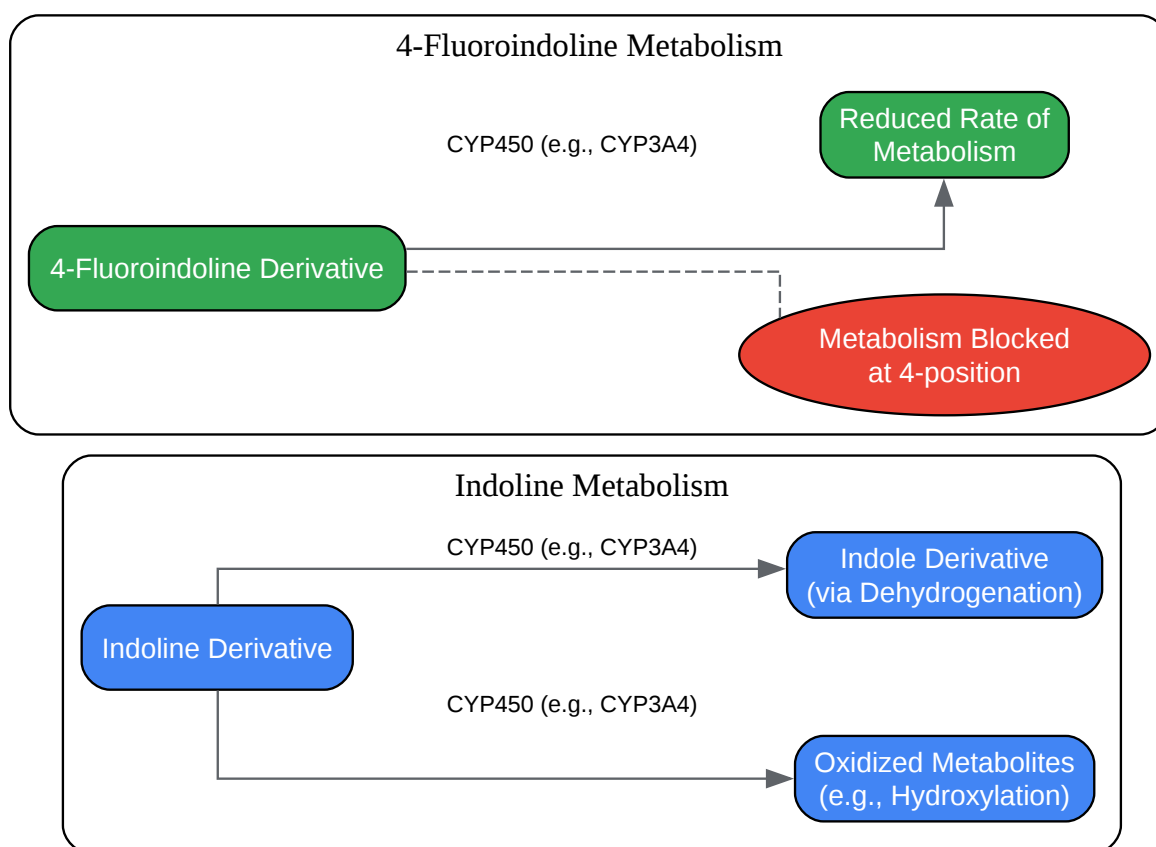 4-Fluoroindoline Metabolism
CYP450 (e.g., CYP3A4)
Reduced Rate of
Metabolism
4-Fluoroindoline Derivative
Metabolism Blocked
at 4-position
Indoline Metabolism
CYP450 (e.g., CYP3A4)
Indole Derivative
(via Dehydrogenation)
Indoline Derivative
CYP450 (e.g., CYP3A4)
Oxidized Metabolites
(e.g., Hydroxylation)